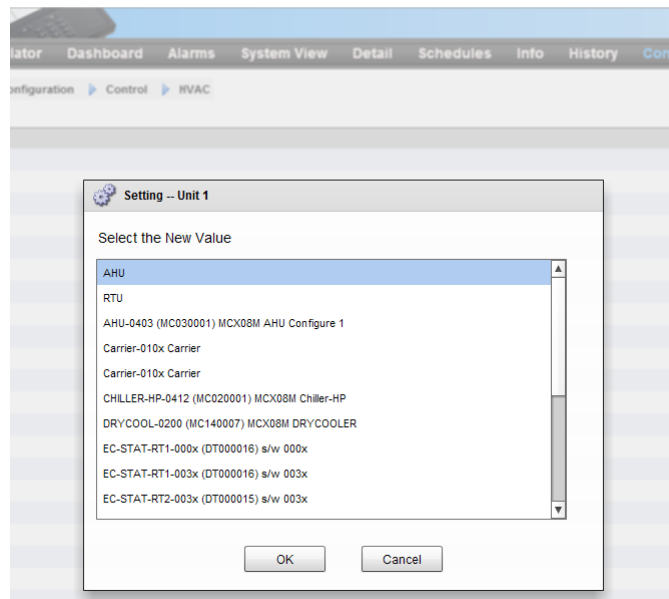 lator Dashboard Alarms System View Detail Schedules Info History Con
onfiguration Control HVAC
Setting -- Unit 1
Select the New Value
AHU
RTU
AHU-0403 (MC030001) MCX08M AHU Configure 1
Carrier-010x Carrier
Carrier-010x Carrier
CHILLER-HP-0412 (MC020001) MCX08M Chiller-HP
DRYCOOL-0200 (MC140007) MCX08M DRYCOOLER
EC-STAT-RT1-000x (DT000016) s/w 000x
EC-STAT-RT1-003x (DT000016) s/w 003x
EC-STAT-RT2-003x (DT000015) s/w 003x
OK Cancel